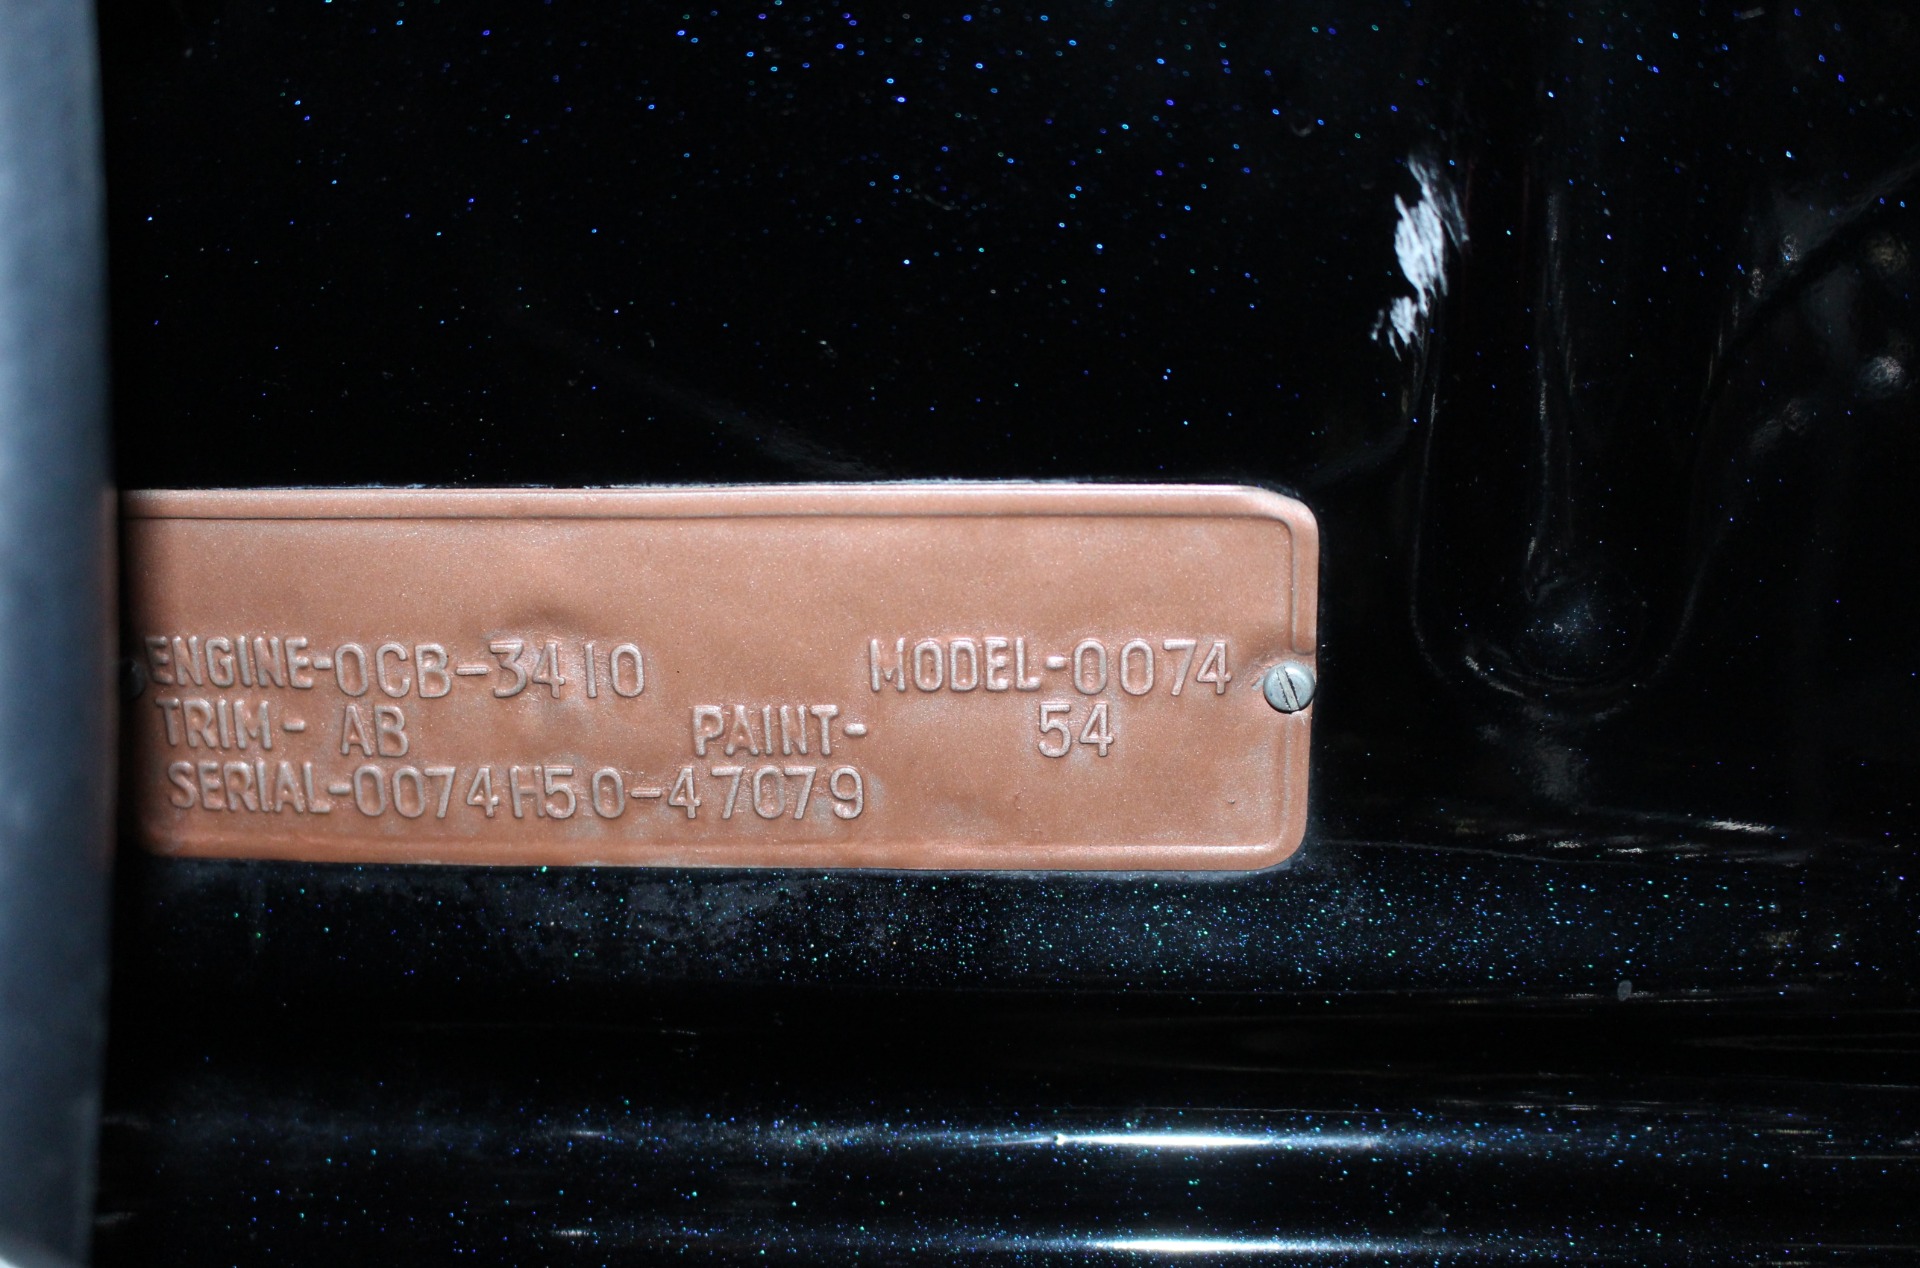 ENGINE-OCB-3410 MODEL-0074
TRIM- AB PAINT- 54
SERIAL-0074H50-47079